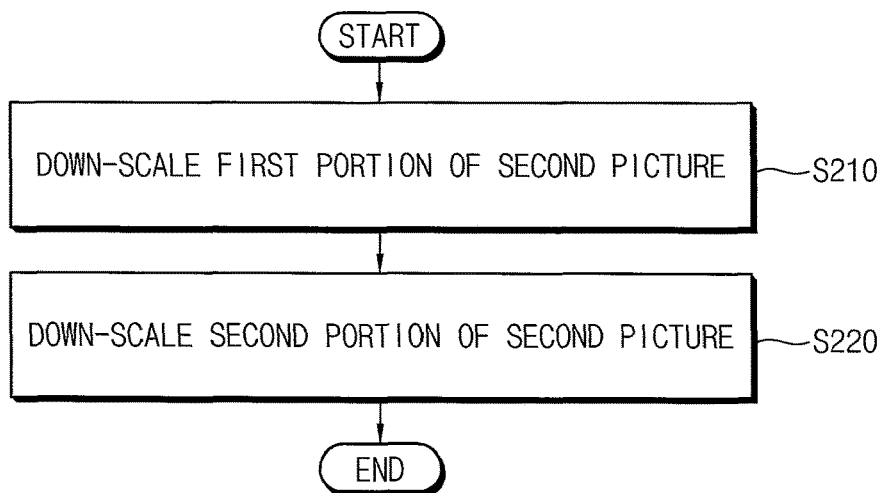 START
DOWN-SCALE FIRST PORTION OF SECOND PICTURE
S210
DOWN-SCALE SECOND PORTION OF SECOND PICTURE
S220
END